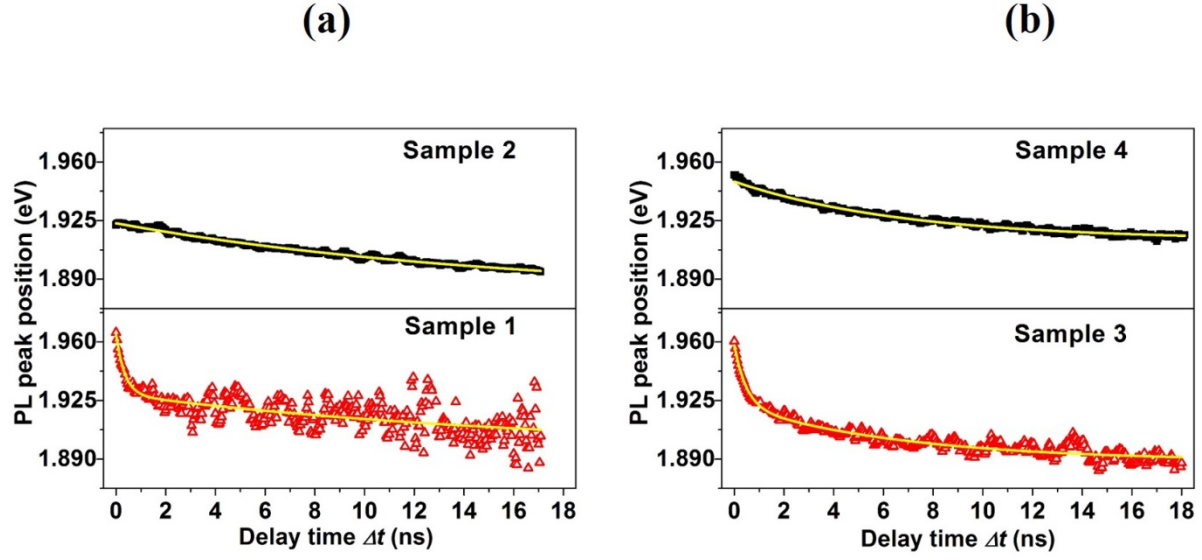 (a)
(b)
PL peak position (eV)
1.960
1.925
1.890
Sample 2
PL peak position (eV)
1.960
1.925
1.890
Sample 1
0 2 4 6 8 10 12 14 16 18
Delay time Δt (ns)
PL peak position (eV)
1.960
1.925
1.890
Sample 4
PL peak position (eV)
1.960
1.925
1.890
Sample 3
0 2 4 6 8 10 12 14 16 18
Delay time Δt (ns)